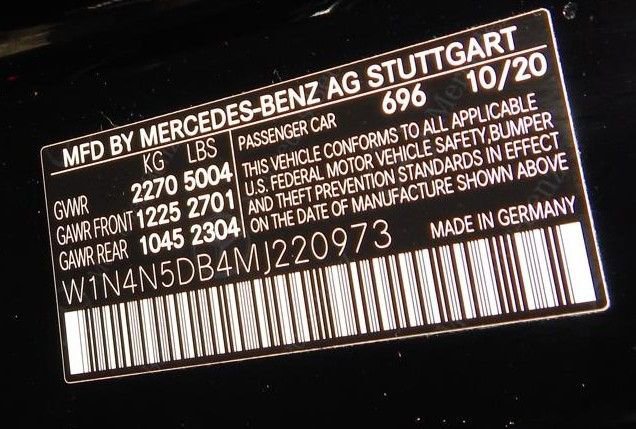 MFD BY MERCEDES-BENZ AG STUTTGART
KG LBS
GVWR 2270 5004
GAWR FRONT 1225 2701
GAWR REAR 1045 2304
PASSENGER CAR 696 10/20
THIS VEHICLE CONFORMS TO ALL APPLICABLE
U.S. FEDERAL MOTOR VEHICLE SAFETY, BUMPER
AND THEFT PREVENTION STANDARDS IN EFFECT
ON THE DATE OF MANUFACTURE SHOWN ABOVE
W1N4N5DB4MJ220973
MADE IN GERMANY